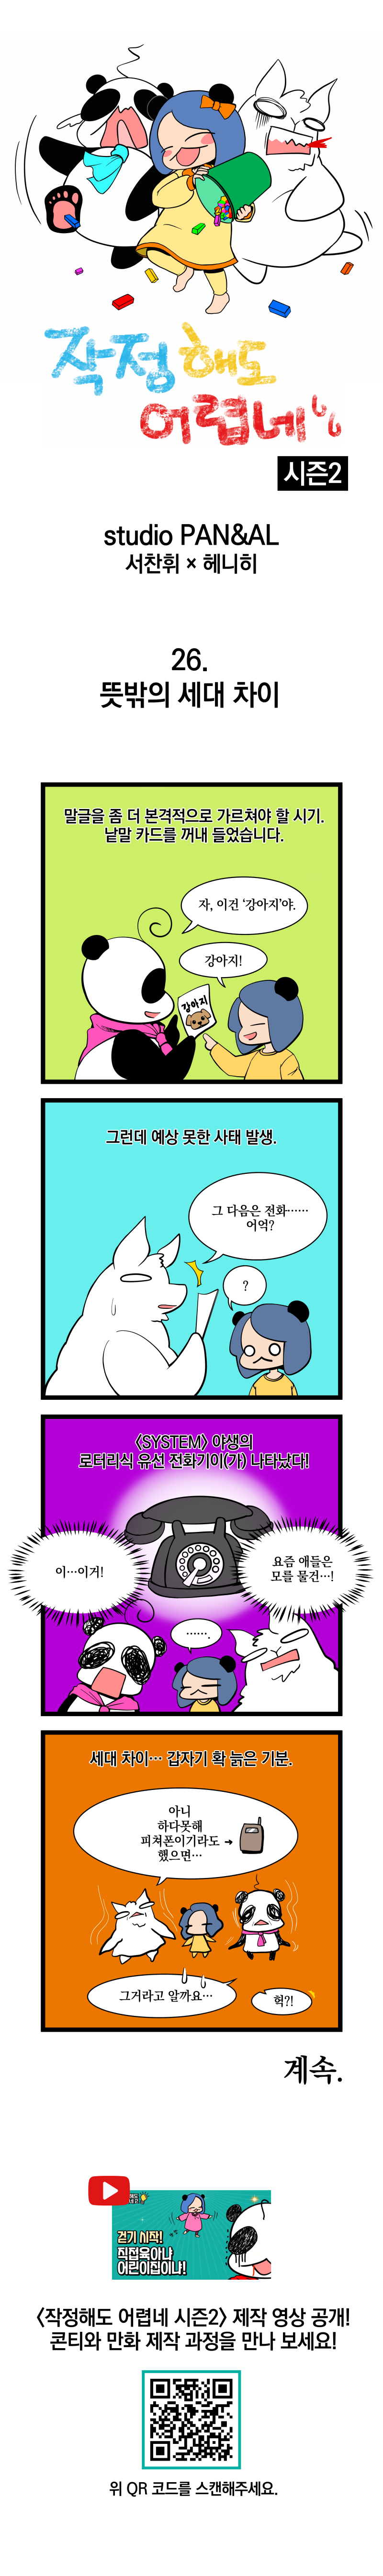 작정해도
어렵네
시즌2
studio PAN&AL
서찬휘 × 헤니히
26.
뜻밖의 세대 차이
말글을 좀 더 본격적으로 가르쳐야 할 시기.
낱말 카드를 꺼내 들었습니다.
자, 이건 ‘강아지’야.
강아지!
강아지
그런데 예상 못한 사태 발생.
그 다음은 전화……
어억?
?
〈SYSTEM〉 야생의
로터리식 유선 전화기이(가) 나타났다!
이…이거!
요즘 애들은
모를 물건…!
…….
세대 차이… 갑자기 확 늙은 기분.
아니
하다못해
피쳐폰이기라도 →
했으면…
그거라고 알까요…
헉?!
계속.
걷기 시작!
직접육아냐
어린이집이냐!
〈작정해도 어렵네 시즌2〉 제작 영상 공개!
콘티와 만화 제작 과정을 만나 보세요!
위 QR 코드를 스캔해주세요.